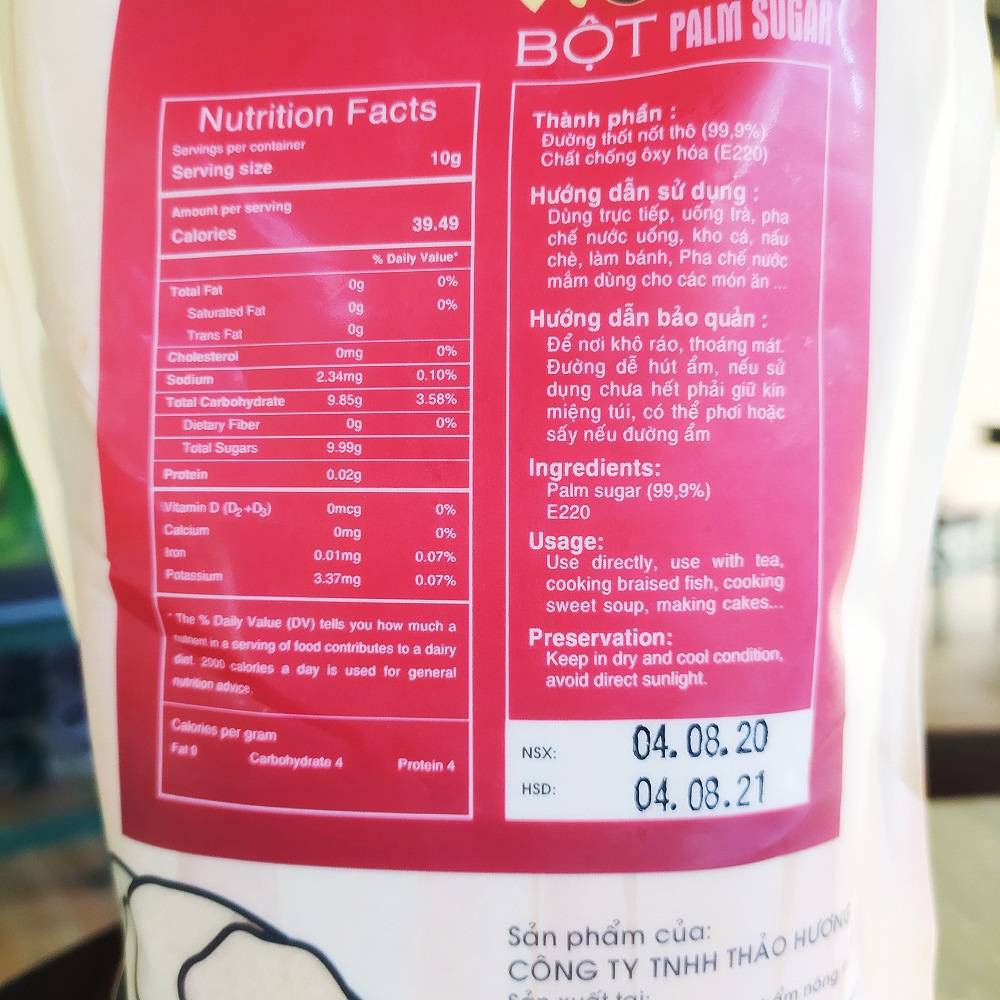 BỘT PALM SUGAR
Nutrition Facts
Servings per container
Serving size 10g
Amount per serving
Calories 39.49
% Daily Value*
Total Fat 0g 0%
Saturated Fat 0g 0%
Trans Fat 0g
Cholesterol 0mg 0%
Sodium 2.34mg 0.10%
Total Carbohydrate 9.85g 3.58%
Dietary Fiber 0g 0%
Total Sugars 9.99g
Protein 0.02g
Vitamin D (D2+D3) 0mcg 0%
Calcium 0mg 0%
Iron 0.01mg 0.07%
Potassium 3.37mg 0.07%
* The % Daily Value (DV) tells you how much a
nutrient in a serving of food contributes to a dairy
diet. 2000 calories a day is used for general
nutrition advice.
Calories per gram
Fat 9 Carbohydrate 4 Protein 4
Thành phần :
Đường thốt nốt thô (99,9%)
Chất chống ôxy hóa (E220)
Hướng dẫn sử dụng :
Dùng trực tiếp, uống trà, pha
chế nước uống, kho cá, nấu
chè, làm bánh, Pha chế nước
mắm dùng cho các món ăn ...
Hướng dẫn bảo quản :
Để nơi khô ráo, thoáng mát.
Đường dễ hút ẩm, nếu sử
dụng chưa hết phải giữ kín
miệng túi, có thể phơi hoặc
sấy nếu đường ẩm
Ingredients:
Palm sugar (99,9%)
E220
Usage:
Use directly, use with tea,
cooking braised fish, cooking
sweet soup, making cakes...
Preservation:
Keep in dry and cool condition,
avoid direct sunlight.
NSX: 04.08.20
HSD: 04.08.21
Sản phẩm của:
CÔNG TY TNHH THẢO HƯƠNG
Sản xuất tại: